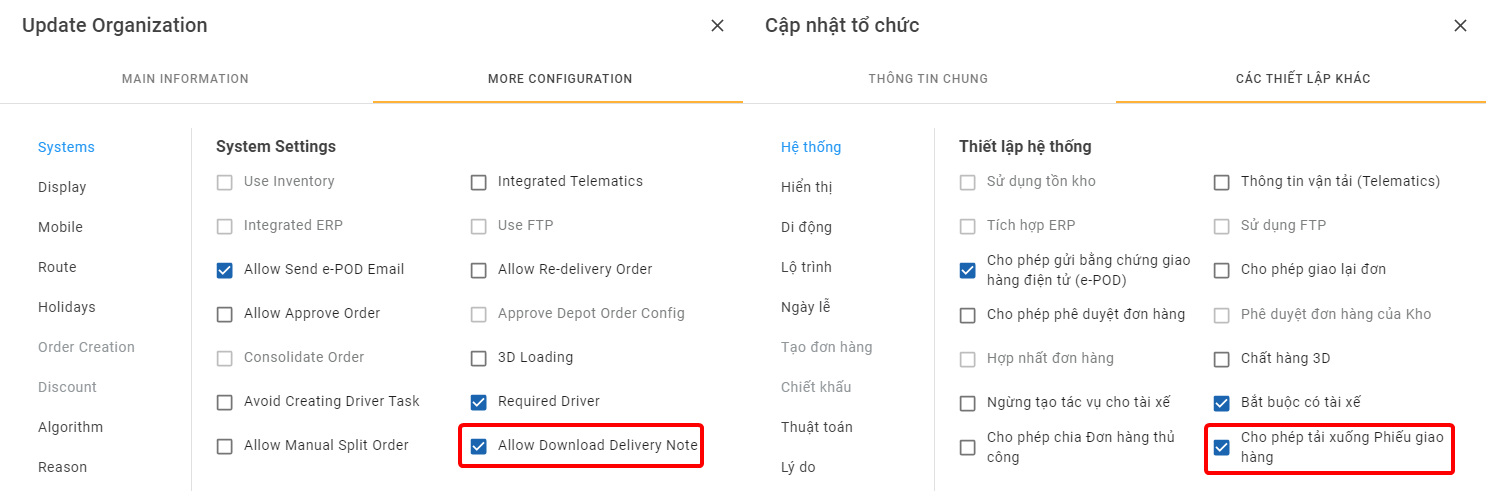 Update Organization
MAIN INFORMATION
MORE CONFIGURATION
Systems
Display
Mobile
Route
Holidays
Order Creation
Discount
Algorithm
Reason
System Settings
Use Inventory
Integrated Telematics
Integrated ERP
Use FTP
Allow Send e-POD Email
Allow Re-delivery Order
Allow Approve Order
Approve Depot Order Config
Consolidate Order
3D Loading
Avoid Creating Driver Task
Required Driver
Allow Manual Split Order
Allow Download Delivery Note
Cập nhật tổ chức
THÔNG TIN CHUNG
CÁC THIẾT LẬP KHÁC
Hệ thống
Hiển thị
Di động
Lộ trình
Ngày lễ
Tạo đơn hàng
Chiết khấu
Thuật toán
Lý do
Thiết lập hệ thống
Sử dụng tồn kho
Thông tin vận tải (Telematics)
Tích hợp ERP
Sử dụng FTP
Cho phép gửi bằng chứng giao
hàng điện tử (e-POD)
Cho phép giao lại đơn
Cho phép phê duyệt đơn hàng
Phê duyệt đơn hàng của Kho
Hợp nhất đơn hàng
Chất hàng 3D
Ngừng tạo tác vụ cho tài xế
Bắt buộc có tài xế
Cho phép chia Đơn hàng thủ
công
Cho phép tải xuống Phiếu giao
hàng